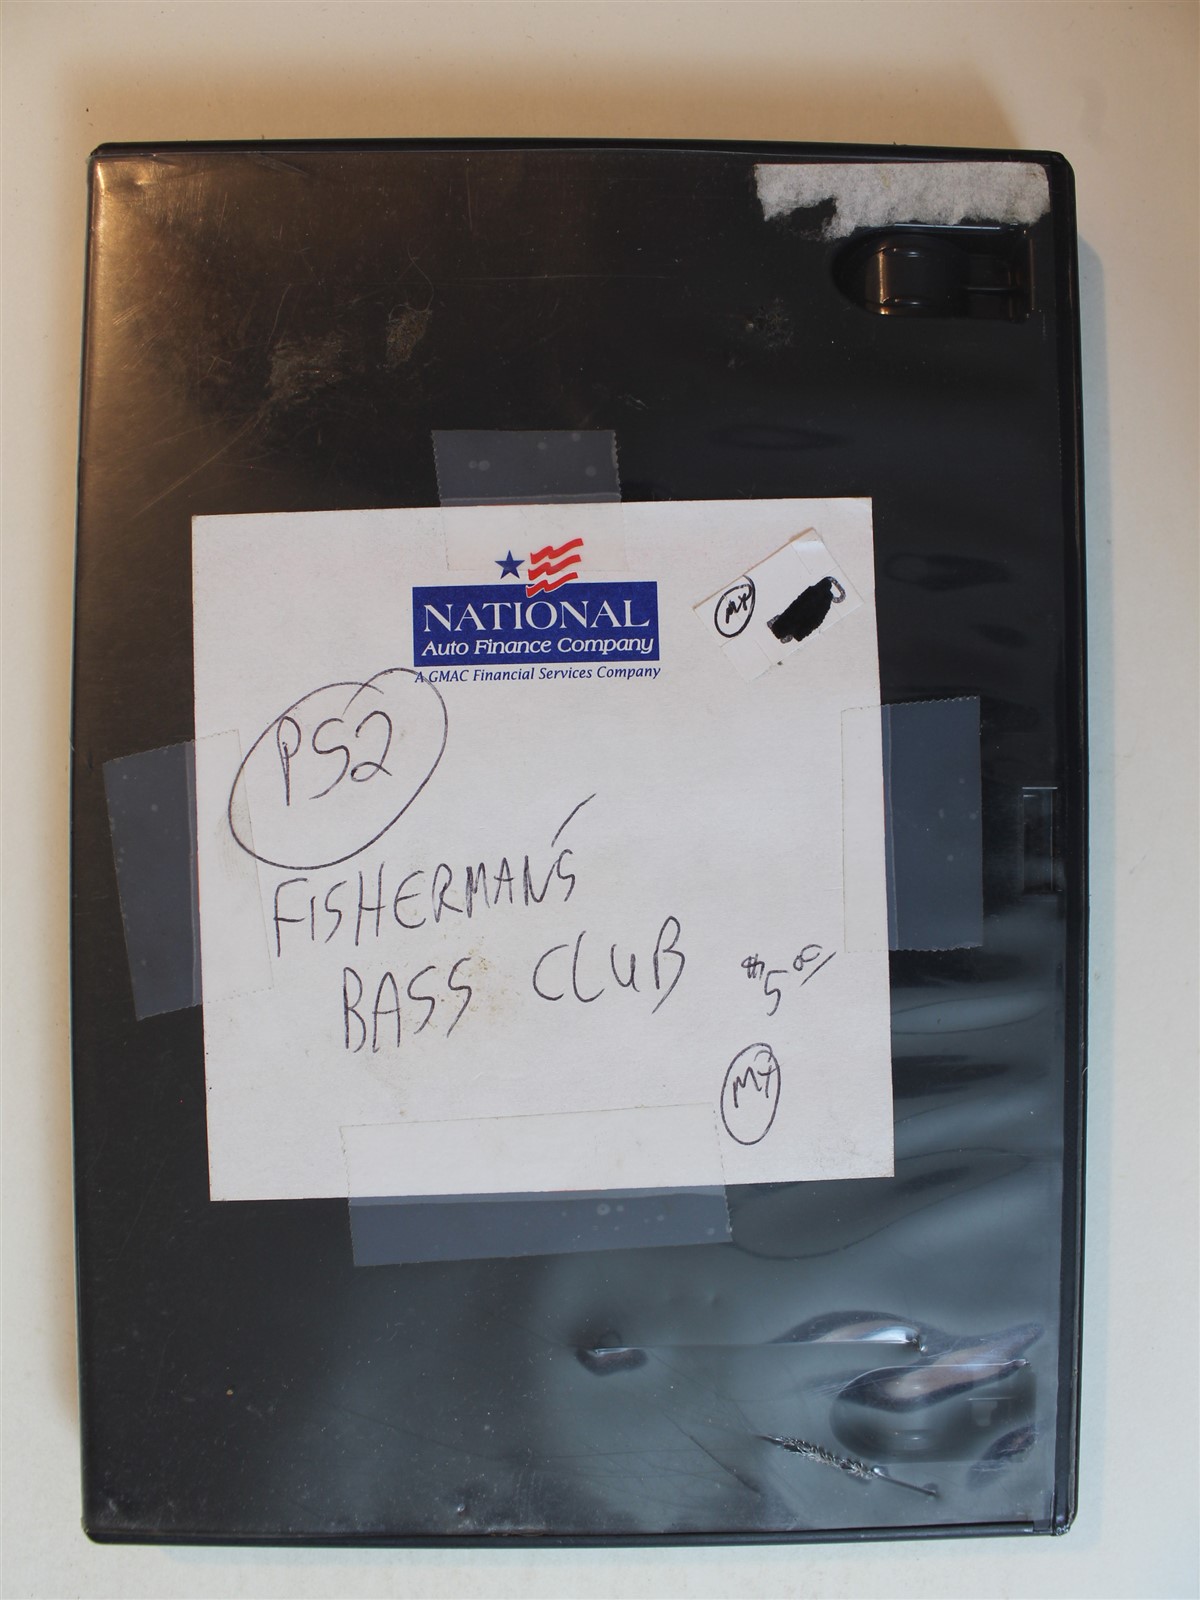 NATIONAL
Auto Finance Company
A GMAC Financial Services Company
PS2
FISHERMAN'S
BASS CLUB
$5.00